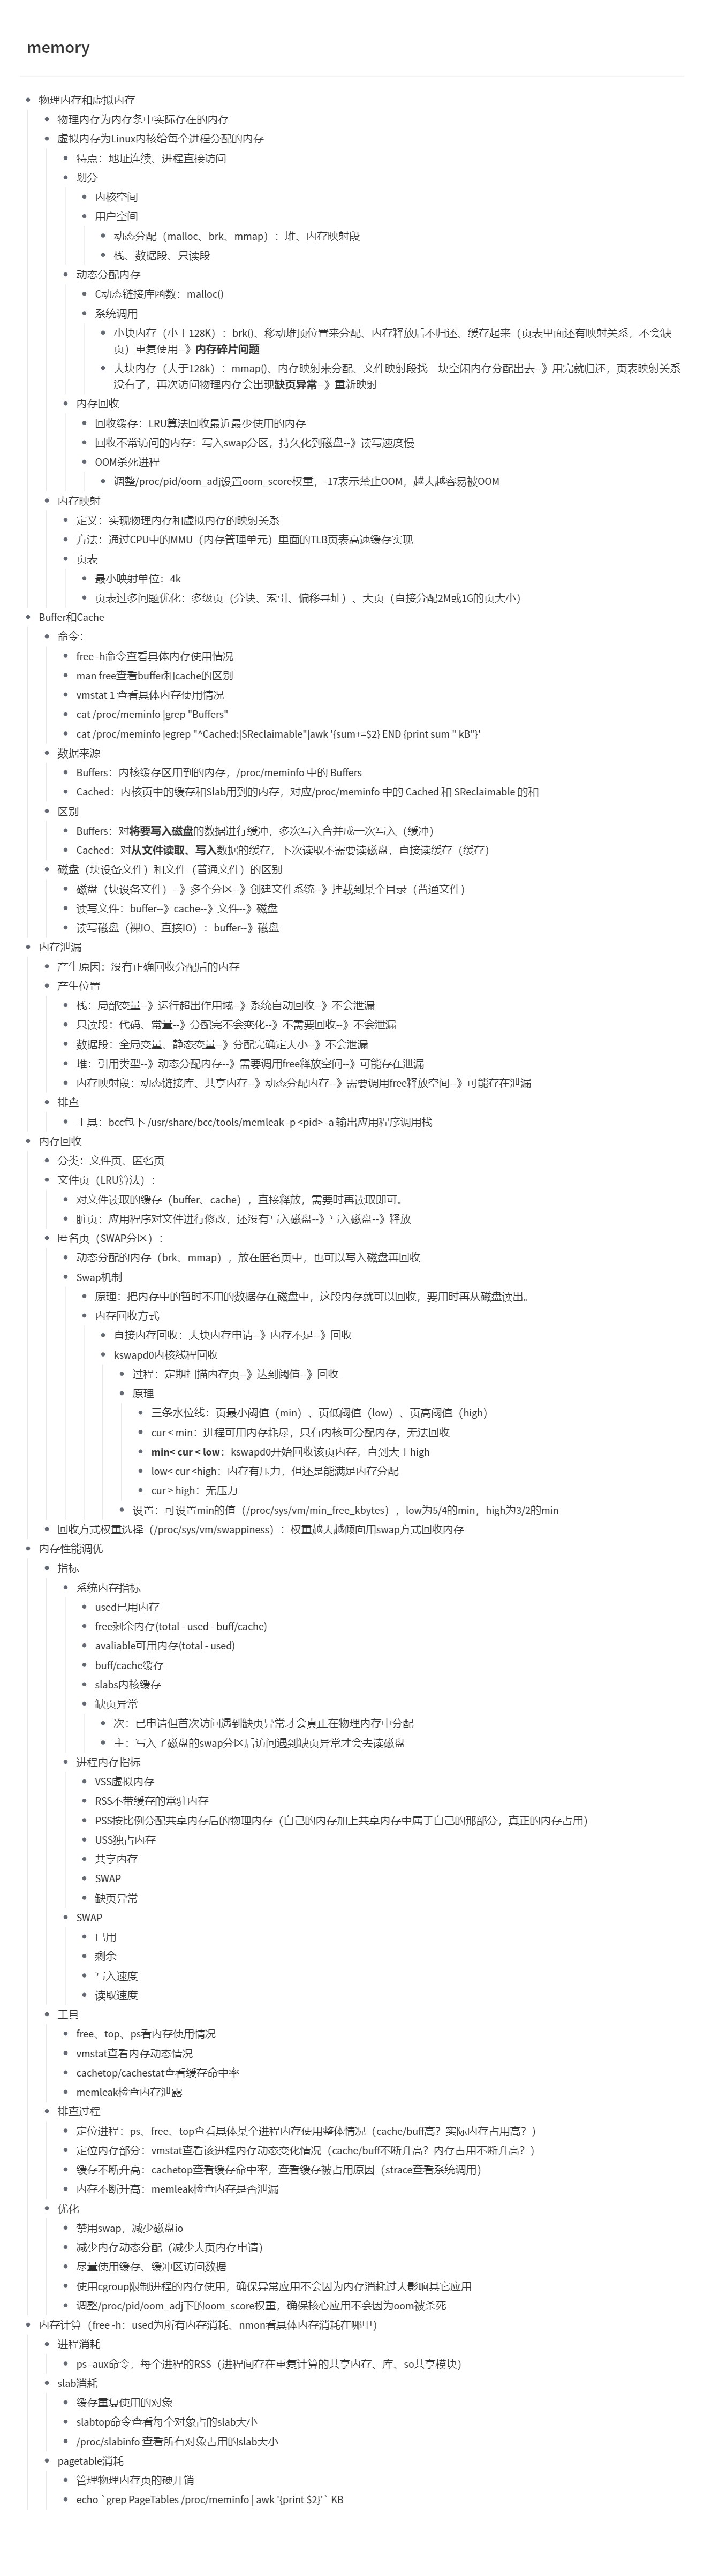 memory
物理内存和虚拟内存
物理内存为内存条中实际存在的内存
虚拟内存为Linux内核给每个进程分配的内存
特点：地址连续、进程直接访问
划分
内核空间
用户空间
动态分配（malloc、brk、mmap）：堆、内存映射段
栈、数据段、只读段
动态分配内存
C动态链接库函数：malloc()
系统调用
小块内存（小于128K）：brk()、移动堆顶位置来分配、内存释放后不归还、缓存起来（页表里面还有映射关系，不会缺
页）重复使用--》内存碎片问题
大块内存（大于128k）：mmap()、内存映射来分配、文件映射段找一块空闲内存分配出去--》用完就归还，页表映射关系
没有了，再次访问物理内存会出现缺页异常--》重新映射
内存回收
回收缓存：LRU算法回收最近最少使用的内存
回收不常访问的内存：写入swap分区，持久化到磁盘--》读写速度慢
OOM杀死进程
调整/proc/pid/oom_adj设置oom_score权重，-17表示禁止OOM，越大越容易被OOM
内存映射
定义：实现物理内存和虚拟内存的映射关系
方法：通过CPU中的MMU（内存管理单元）里面的TLB页表高速缓存实现
页表
最小映射单位：4k
页表过多问题优化：多级页（分块、索引、偏移寻址）、大页（直接分配2M或1G的页大小）
Buffer和Cache
命令：
free -h命令查看具体内存使用情况
man free查看buffer和cache的区别
vmstat 1 查看具体内存使用情况
cat /proc/meminfo |grep "Buffers"
cat /proc/meminfo |egrep "^Cached:|SReclaimable"|awk '{sum+=$2} END {print sum " kB"}'
数据来源
Buffers：内核缓存区用到的内存，/proc/meminfo 中的 Buffers
Cached：内核页中的缓存和Slab用到的内存，对应/proc/meminfo 中的 Cached 和 SReclaimable 的和
区别
Buffers：对将要写入磁盘的数据进行缓冲，多次写入合并成一次写入（缓冲）
Cached：对从文件读取、写入数据的缓存，下次读取不需要读磁盘，直接读缓存（缓存）
磁盘（块设备文件）和文件（普通文件）的区别
磁盘（块设备文件）--》多个分区--》创建文件系统--》挂载到某个目录（普通文件）
读写文件：buffer--》cache--》文件--》磁盘
读写磁盘（裸IO、直接IO）：buffer--》磁盘
内存泄漏
产生原因：没有正确回收分配后的内存
产生位置
栈：局部变量--》运行超出作用域--》系统自动回收--》不会泄漏
只读段：代码、常量--》分配完不会变化--》不需要回收--》不会泄漏
数据段：全局变量、静态变量--》分配完确定大小--》不会泄漏
堆：引用类型--》动态分配内存--》需要调用free释放空间--》可能存在泄漏
内存映射段：动态链接库、共享内存--》动态分配内存--》需要调用free释放空间--》可能存在泄漏
排查
工具：bcc包下 /usr/share/bcc/tools/memleak -p <pid> -a 输出应用程序调用栈
内存回收
分类：文件页、匿名页
文件页（LRU算法）：
对文件读取的缓存（buffer、cache），直接释放，需要时再读取即可。
脏页：应用程序对文件进行修改，还没有写入磁盘--》写入磁盘--》释放
匿名页（SWAP分区）：
动态分配的内存（brk、mmap），放在匿名页中，也可以写入磁盘再回收
Swap机制
原理：把内存中的暂时不用的数据存在磁盘中，这段内存就可以回收，要用时再从磁盘读出。
内存回收方式
直接内存回收：大块内存申请--》内存不足--》回收
kswapd0内核线程回收
过程：定期扫描内存页--》达到阈值--》回收
原理
三条水位线：页最小阈值（min）、页低阈值（low）、页高阈值（high）
cur < min：进程可用内存耗尽，只有内核可分配内存，无法回收
min< cur < low：kswapd0开始回收该页内存，直到大于high
low< cur <high：内存有压力，但还是能满足内存分配
cur > high：无压力
设置：可设置min的值（/proc/sys/vm/min_free_kbytes），low为5/4的min，high为3/2的min
回收方式权重选择（/proc/sys/vm/swappiness）：权重越大越倾向用swap方式回收内存
内存性能调优
指标
系统内存指标
used已用内存
free剩余内存(total - used - buff/cache)
avaliable可用内存(total - used)
buff/cache缓存
slabs内核缓存
缺页异常
次：已申请但首次访问遇到缺页异常才会真正在物理内存中分配
主：写入了磁盘的swap分区后访问遇到缺页异常才会去读磁盘
进程内存指标
VSS虚拟内存
RSS不带缓存的常驻内存
PSS按比例分配共享内存后的物理内存（自己的内存加上共享内存中属于自己的那部分，真正的内存占用）
USS独占内存
共享内存
SWAP
缺页异常
SWAP
已用
剩余
写入速度
读取速度
工具
free、top、ps看内存使用情况
vmstat查看内存动态情况
cachetop/cachestat查看缓存命中率
memleak检查内存泄露
排查过程
定位进程：ps、free、top查看具体某个进程内存使用整体情况（cache/buff高？实际内存占用高？）
定位内存部分：vmstat查看该进程内存动态变化情况（cache/buff不断升高？内存占用不断升高？）
缓存不断升高：cachetop查看缓存命中率，查看缓存被占用原因（strace查看系统调用）
内存不断升高：memleak检查内存是否泄漏
优化
禁用swap，减少磁盘io
减少内存动态分配（减少大页内存申请）
尽量使用缓存、缓冲区访问数据
使用cgroup限制进程的内存使用，确保异常应用不会因为内存消耗过大影响其它应用
调整/proc/pid/oom_adj下的oom_score权重，确保核心应用不会因为oom被杀死
内存计算（free -h：used为所有内存消耗、nmon看具体内存消耗在哪里）
进程消耗
ps -aux命令，每个进程的RSS（进程间存在重复计算的共享内存、库、so共享模块）
slab消耗
缓存重复使用的对象
slabtop命令查看每个对象占的slab大小
/proc/slabinfo 查看所有对象占用的slab大小
pagetable消耗
管理物理内存页的硬开销
echo `grep PageTables /proc/meminfo | awk '{print $2}'` KB